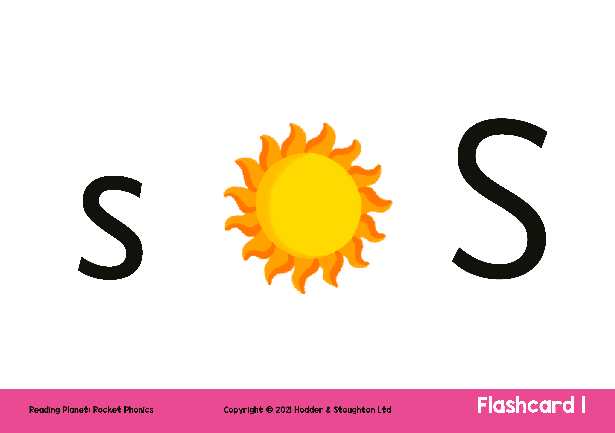 s S
Reading Planet: Rocket Phonics Copyright © 2021 Hodder & Stoughton Ltd Flashcard 1